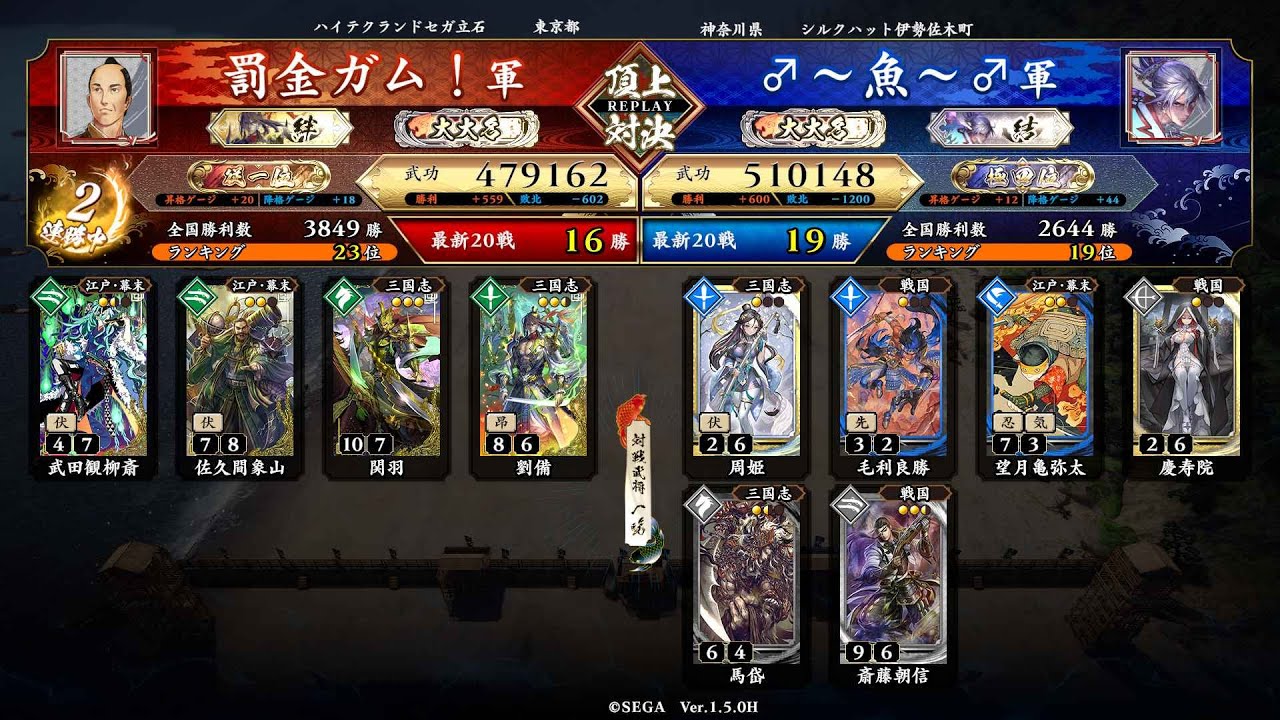 ハイテクランドセガ立石 東京都
神奈川県 シルクハット伊勢佐木町
罰金ガム！軍
頂上
REPLAY
対決
♂～魚～♂軍
絆
大大名
大大名
結
2
連勝中
従一位
昇格ゲージ +20 降格ゲージ +18
武功 479162
勝利 +559 敗北 -602
武功 510148
勝利 +600 敗北 -1200
昇格ゲージ +12 降格ゲージ +44
全国勝利数 3849勝
ランキング 23位
最新20戦 16勝
最新20戦 19勝
全国勝利数 2644勝
ランキング 19位
江戸・幕末
伏
4 7
武田観柳斎
江戸・幕末
伏
7 8
佐久間象山
三国志
10 7
関羽
三国志
昂
8 6
劉備
対戦武将一覧
三国志
伏
2 6
周姫
戦国
先
3 2
毛利良勝
江戸・幕末
忍 気
7 3
望月亀弥太
戦国
2 6
慶寿院
三国志
6 4
馬岱
戦国
9 6
斎藤朝信
©SEGA Ver.1.5.0H